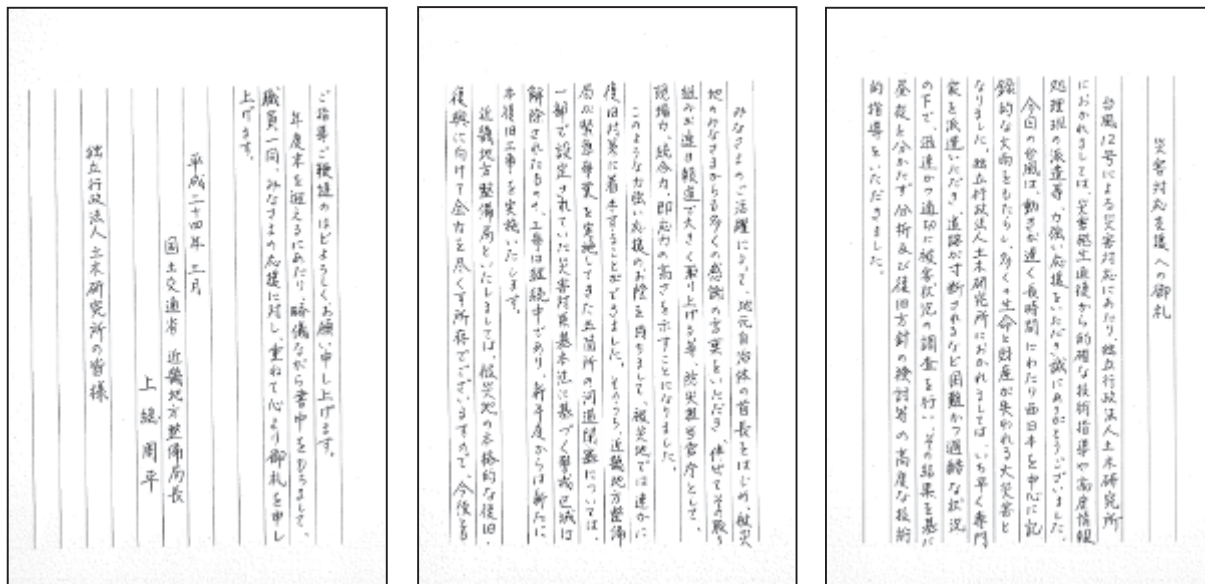 災害対応支援への御礼
台風12号による災害対応にあたり、独立行政法人土木研究所
におかれましては、災害発生直後から的確な技術指導や高度情報
処理班の派遣等、力強い応援をいただき誠にありがとうございました。
今回の台風は、動きが遅く長時間にわたり西日本を中心に記
録的な大雨をもたらし、多くの生命と財産が失われる大災害と
なりました。独立行政法人土木研究所におかれましては、いち早く専門
家を派遣いただき、道路が寸断されるなど困難かつ過酷な状況
の下で、迅速かつ適切に被害状況の調査を行い、その結果を基に
昼夜を分かたず分析及び復旧方針の検討等の高度な技術
的指導をいただきました。
みなさまのご活躍によって、地元自治体の首長をはじめ、被災
地のみなさまからも多くの感謝の言葉をいただき、併せてその取り
組みが連日報道で大きく取り上げる等、防災担当官庁として、
現場力、統合力、即応力の高さを示すことになりました。
このような力強い応援のお陰を持ちまして、被災地では速やかに
復旧対策に着手することができました。そのうち、近畿地方整備
局が緊急事業を実施してきた五箇所の河道閉塞については、
一部で設定されていた災害対策基本法に基づく警戒区域は
解除されたものの、工事は継続中であり、新年度からは新たに
本復旧工事を実施いたします。
近畿地方整備局といたしましては、被災地の本格的な復旧・
復興に向けて全力を尽くす所存でございますので、今後とも
ご指導ご鞭撻のほどよろしくお願い申し上げます。
年度末を迎えるにあたり、略儀ながら書中をもちまして、
職員一同、みなさまの応援に対し、重ねて心より御礼を申し
上げます。
平成二十四年 三月
国土交通省 近畿地方整備局長
上総周平
独立行政法人土木研究所の皆様